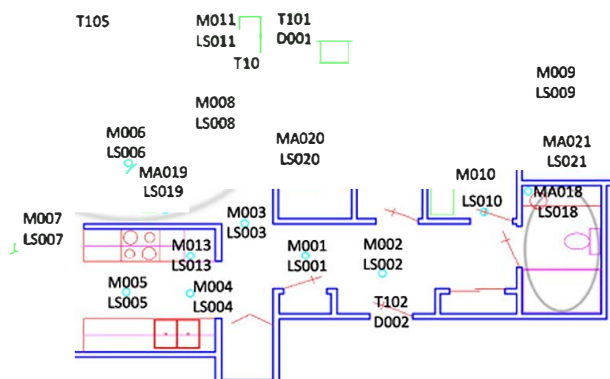 T105
M011
LS011
T101
D001
T10
M009
LS009
M008
LS008
M006
LS006
MA020
LS020
MA021
LS021
MA019
LS019
M010
LS010
MA018
LS018
M007
LS007
M003
LS003
M013
LS013
M001
LS001
M002
LS002
M005
LS005
M004
LS004
T102
D002